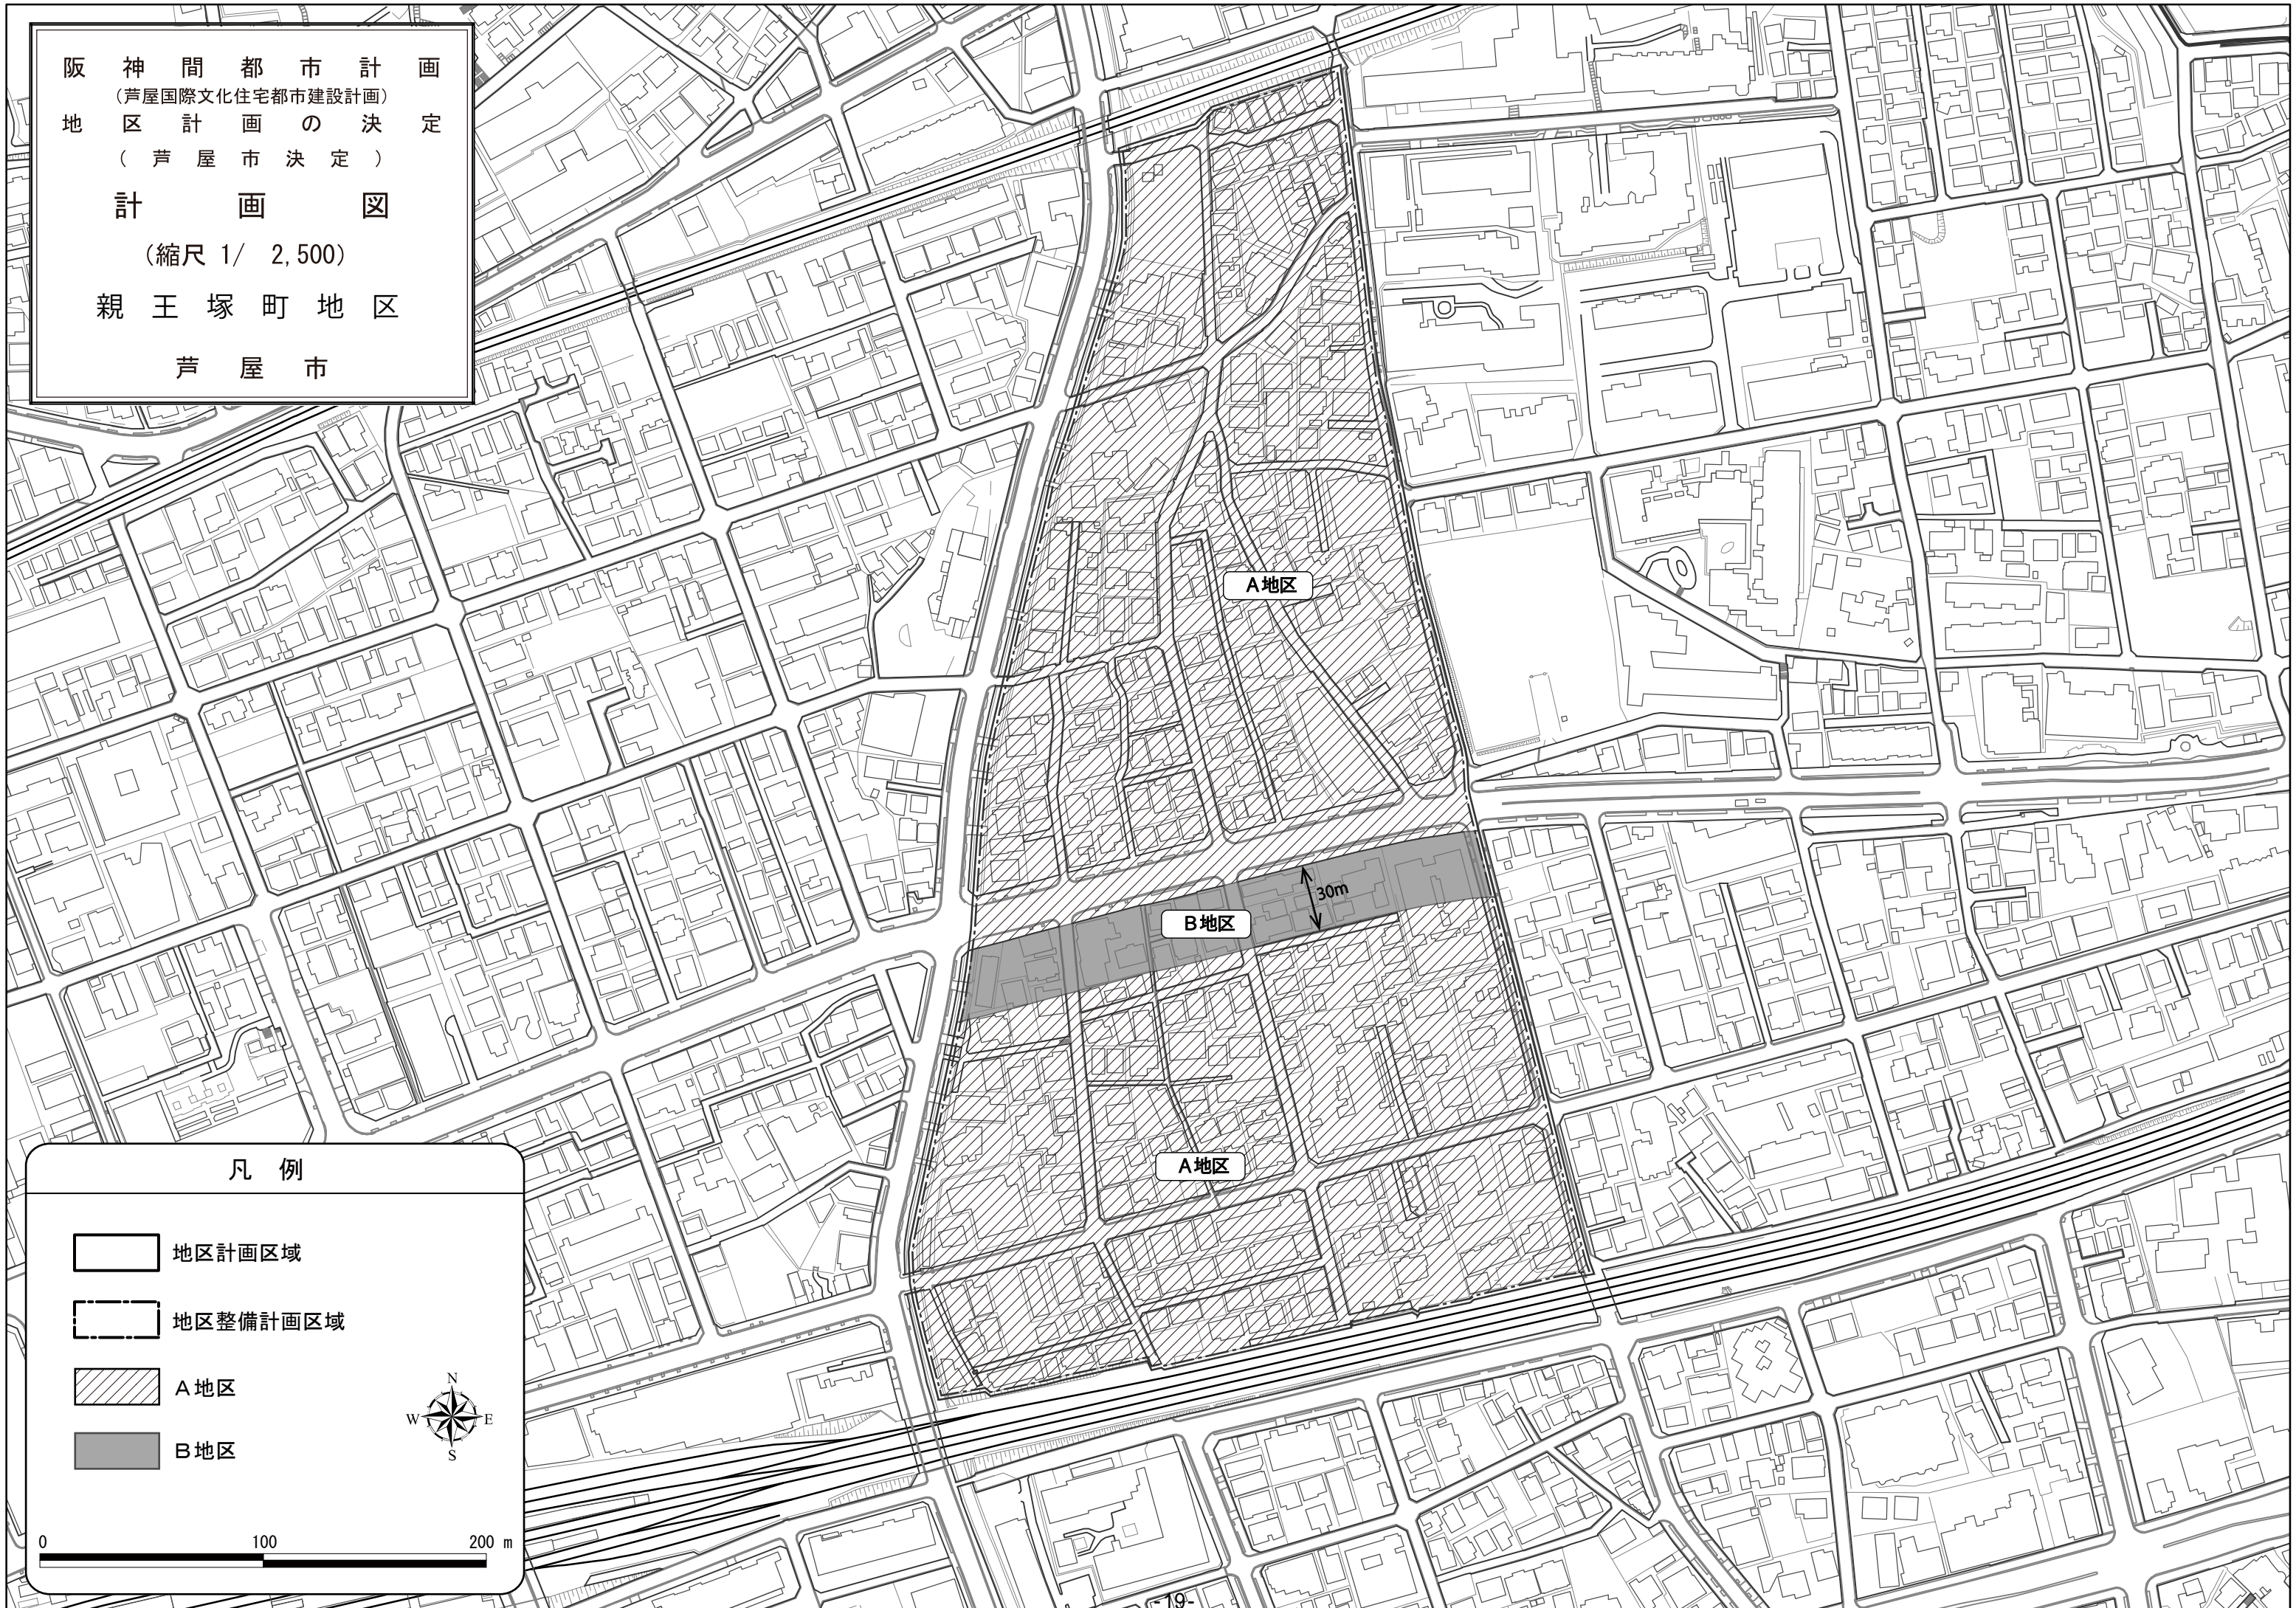 阪神間都市計画
（芦屋国際文化住宅都市建設計画）
地区計画の決定
（芦屋市決定）
計画図
（縮尺 1/ 2,500）
親王塚町地区
芦屋市
A地区
30m
B地区
A地区
凡例
地区計画区域
地区整備計画区域
A地区
B地区
N
W E
S
0 100 200 m
-19-